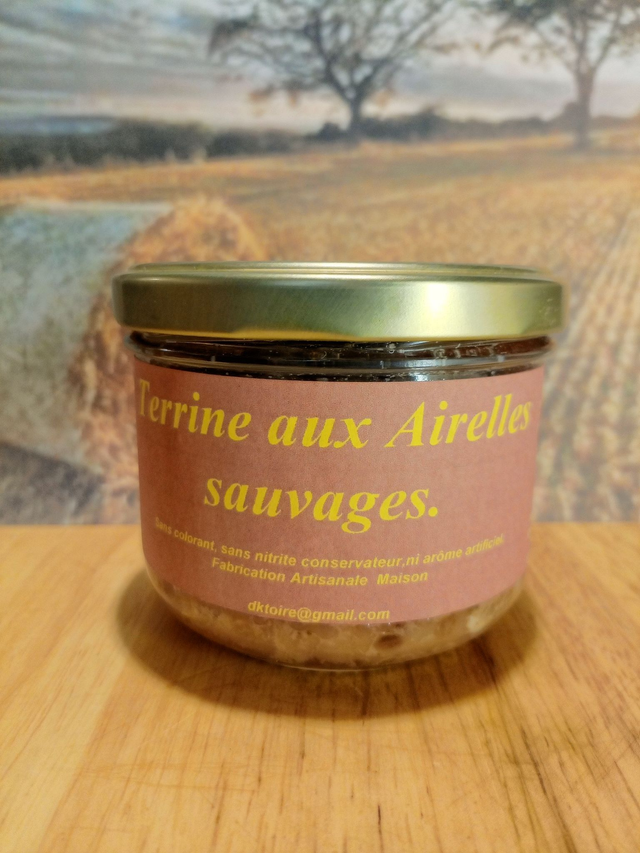 Terrine aux Airelles
sauvages.
Sans colorant, sans nitrite conservateur,ni arôme artificiel.
Fabrication Artisanale Maison
dktoire@gmail.com